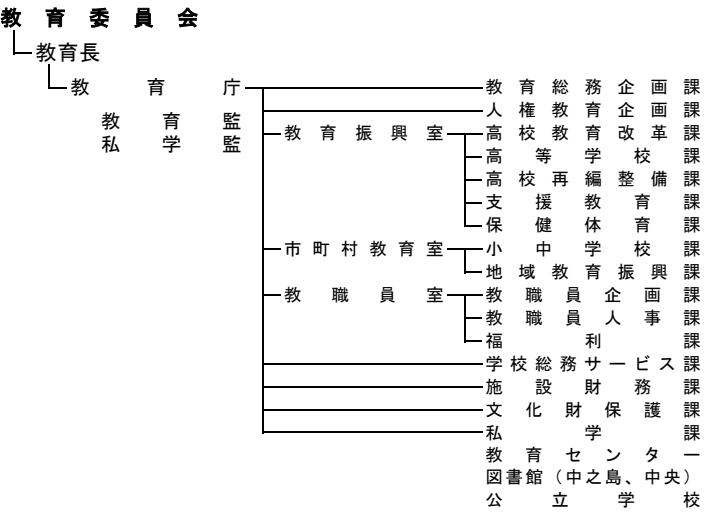 教育委員会
教育長
教育庁 教育総務企画課
教育監 人権教育企画課
私学監 教育振興室 高校教育改革課
高等学校課
高校再編整備課
支援教育課
保健体育課
市町村教育室 小中学校課
地域教育振興課
教職員室 教職員企画課
教職員人事課
福利課
学校総務サービス課
施設財務課
文化財保護課
私学課
教育センター
図書館（中之島、中央）
公立学校